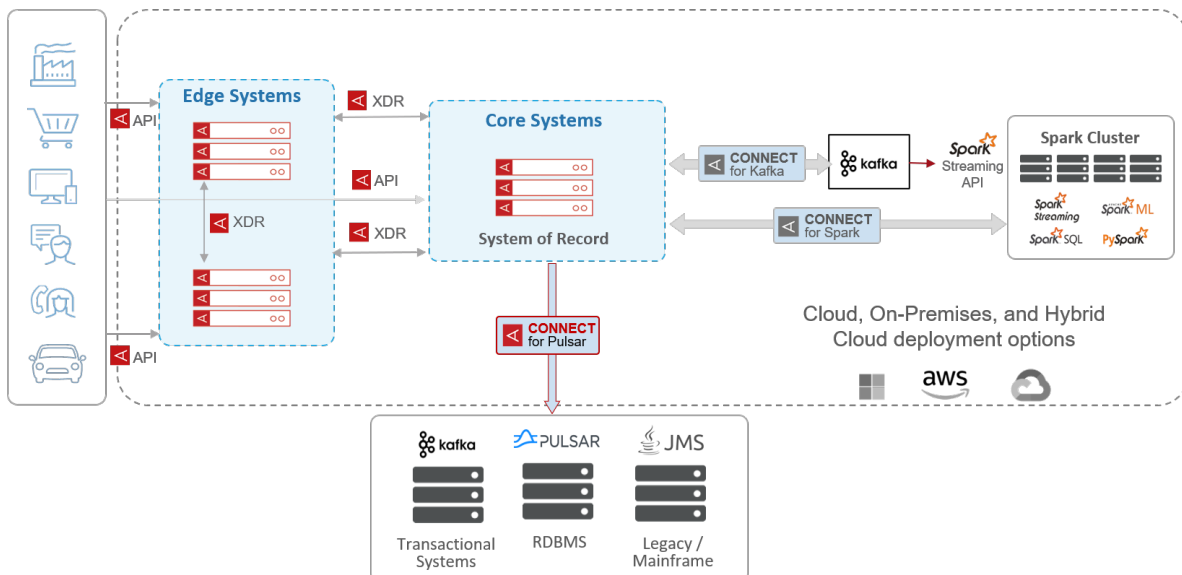 API
Edge Systems
XDR
API
XDR
XDR
API
Core Systems
System of Record
CONNECT
for Kafka
kafka
Spark
Streaming
API
CONNECT
for Spark
Spark Cluster
Spark
Streaming
Spark ML
Spark SQL
PySpark
CONNECT
for Pulsar
Cloud, On-Premises, and Hybrid
Cloud deployment options
aws
kafka
PULSAR
JMS
Transactional
Systems
RDBMS
Legacy /
Mainframe